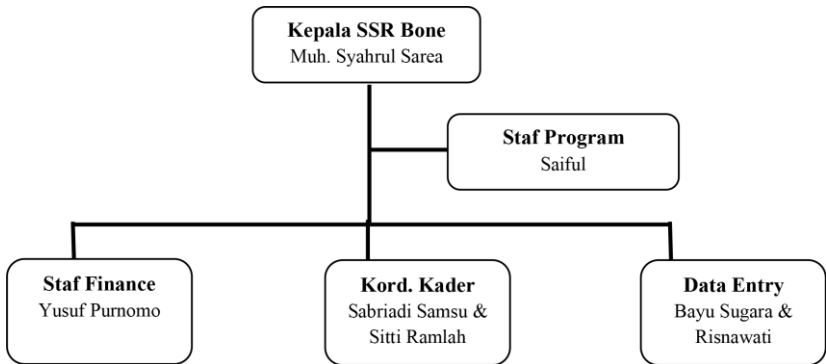 Kepala SSR Bone
Muh. Syahrul Sarea
Staf Program
Saiful
Staf Finance
Yusuf Purnomo
Kord. Kader
Sabriadi Samsu &
Sitti Ramlah
Data Entry
Bayu Sugara &
Risnawati